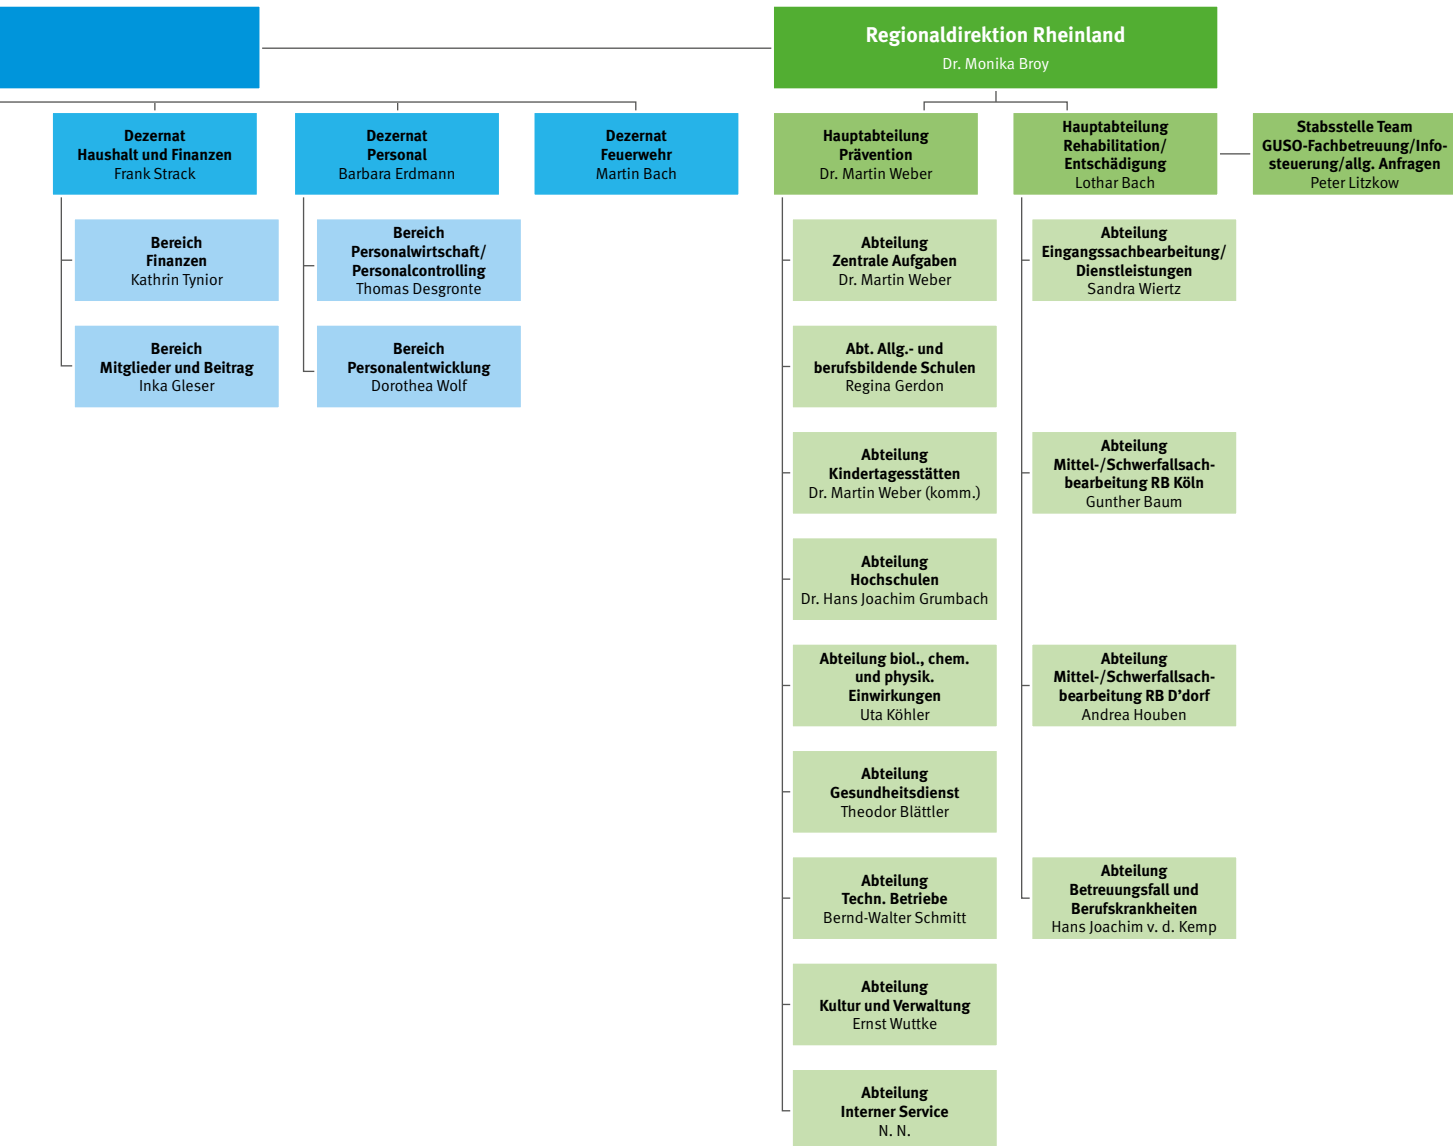 Regionaldirektion Rheinland
Dr. Monika Broy
Dezernat
Haushalt und Finanzen
Frank Strack
Dezernat
Personal
Barbara Erdmann
Dezernat
Feuerwehr
Martin Bach
Hauptabteilung
Prävention
Dr. Martin Weber
Hauptabteilung
Rehabilitation/
Entschädigung
Lothar Bach
Stabsstelle Team
GUSO-Fachbetreuung/Info-
steuerung/allg. Anfragen
Peter Litzkow
Bereich
Finanzen
Kathrin Tynior
Bereich
Personalwirtschaft/
Personalcontrolling
Thomas Desgronte
Abteilung
Zentrale Aufgaben
Dr. Martin Weber
Abteilung
Eingangssachbearbeitung/
Dienstleistungen
Sandra Wiertz
Bereich
Mitglieder und Beitrag
Inka Gleser
Bereich
Personalentwicklung
Dorothea Wolf
Abt. Allg.- und
berufsbildende Schulen
Regina Gerdon
Abteilung
Kindertagesstätten
Dr. Martin Weber (komm.)
Abteilung
Mittel-/Schwerfallsach-
bearbeitung RB Köln
Gunther Baum
Abteilung
Hochschulen
Dr. Hans Joachim Grumbach
Abteilung biol., chem.
und physik.
Einwirkungen
Uta Köhler
Abteilung
Mittel-/Schwerfallsach-
bearbeitung RB D’dorf
Andrea Houben
Abteilung
Gesundheitsdienst
Theodor Blättler
Abteilung
Techn. Betriebe
Bernd-Walter Schmitt
Abteilung
Betreuungsfall und
Berufskrankheiten
Hans Joachim v. d. Kemp
Abteilung
Kultur und Verwaltung
Ernst Wuttke
Abteilung
Interner Service
N. N.